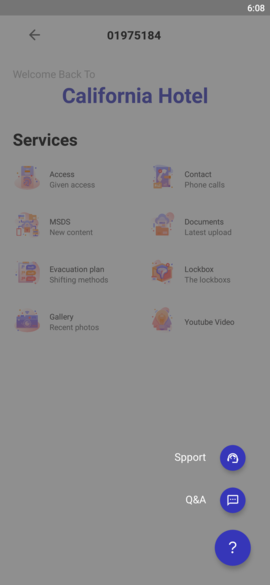 6:08
01975184
Welcome Back To
California Hotel
Services
Access
Given access
Contact
Phone calls
MSDS
New content
Documents
Latest upload
Evacuation plan
Shifting methods
Lockbox
The lockboxs
Gallery
Recent photos
Youtube Video
Spport
Q&A
?